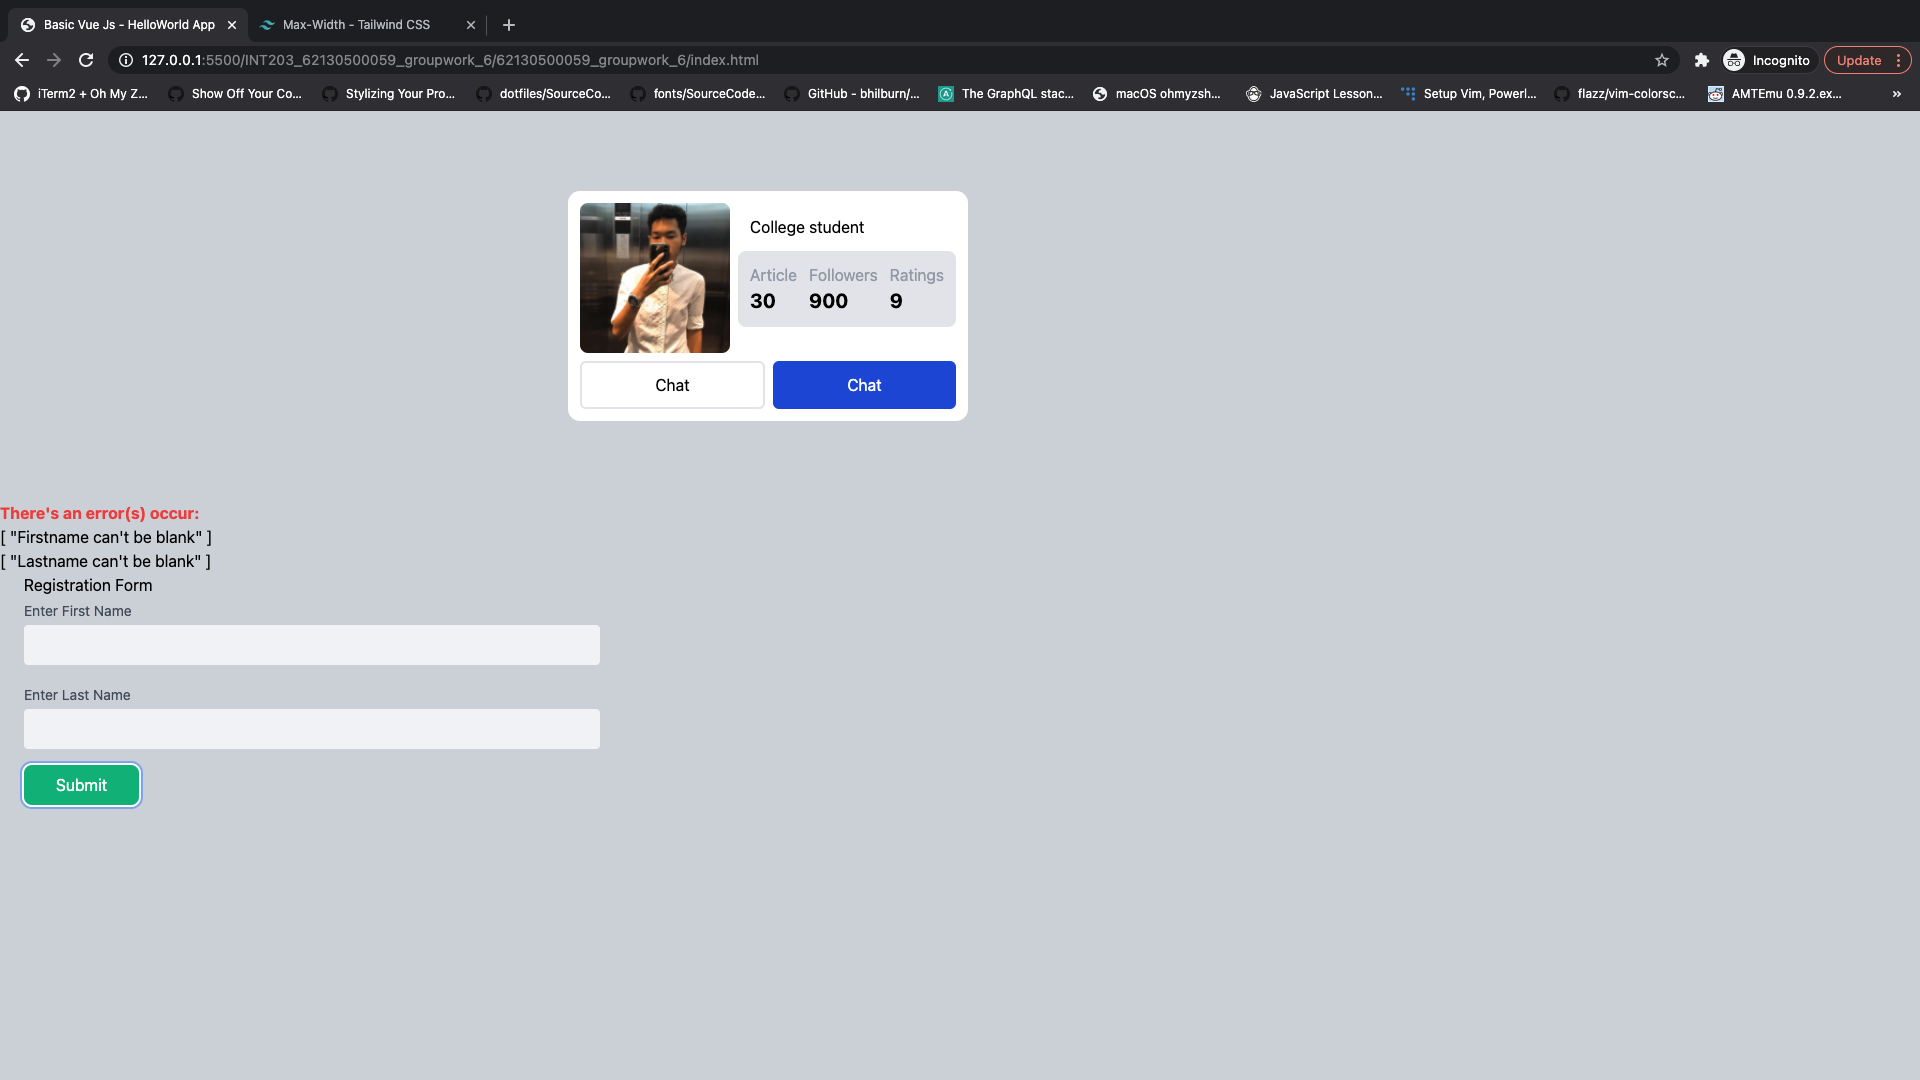 Basic Vue Js - HelloWorld App
Max-Width - Tailwind CSS
127.0.0.1:5500/INT203_62130500059_groupwork_6/62130500059_groupwork_6/index.html
Incognito
Update
iTerm2 + Oh My Z...
Show Off Your Co...
Stylizing Your Pro...
dotfiles/SourceCo...
fonts/SourceCode...
GitHub - bhilburn/...
The GraphQL stac...
macOS ohmyzsh...
JavaScript Lesson...
Setup Vim, Powerl...
flazz/vim-colorsc...
AMTEmu 0.9.2.ex...
»
College student
Article Followers Ratings
30 900 9
Chat Chat
There's an error(s) occur:
[ "Firstname can't be blank" ]
[ "Lastname can't be blank" ]
Registration Form
Enter First Name
Enter Last Name
Submit